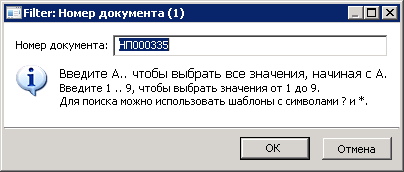 Filter: Номер документа (1)
Номер документа: НП000335
Введите А.. чтобы выбрать все значения, начиная с А.
Введите 1 .. 9, чтобы выбрать значения от 1 до 9.
Для поиска можно использовать шаблоны с символами ? и *.
OK Отмена